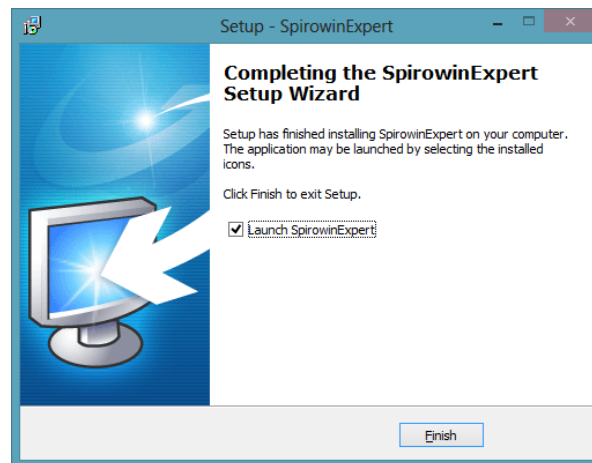 Setup - SpirowinExpert
Completing the SpirowinExpert
Setup Wizard
Setup has finished installing SpirowinExpert on your computer.
The application may be launched by selecting the installed
icons.
Click Finish to exit Setup.
Launch SpirowinExpert
Finish